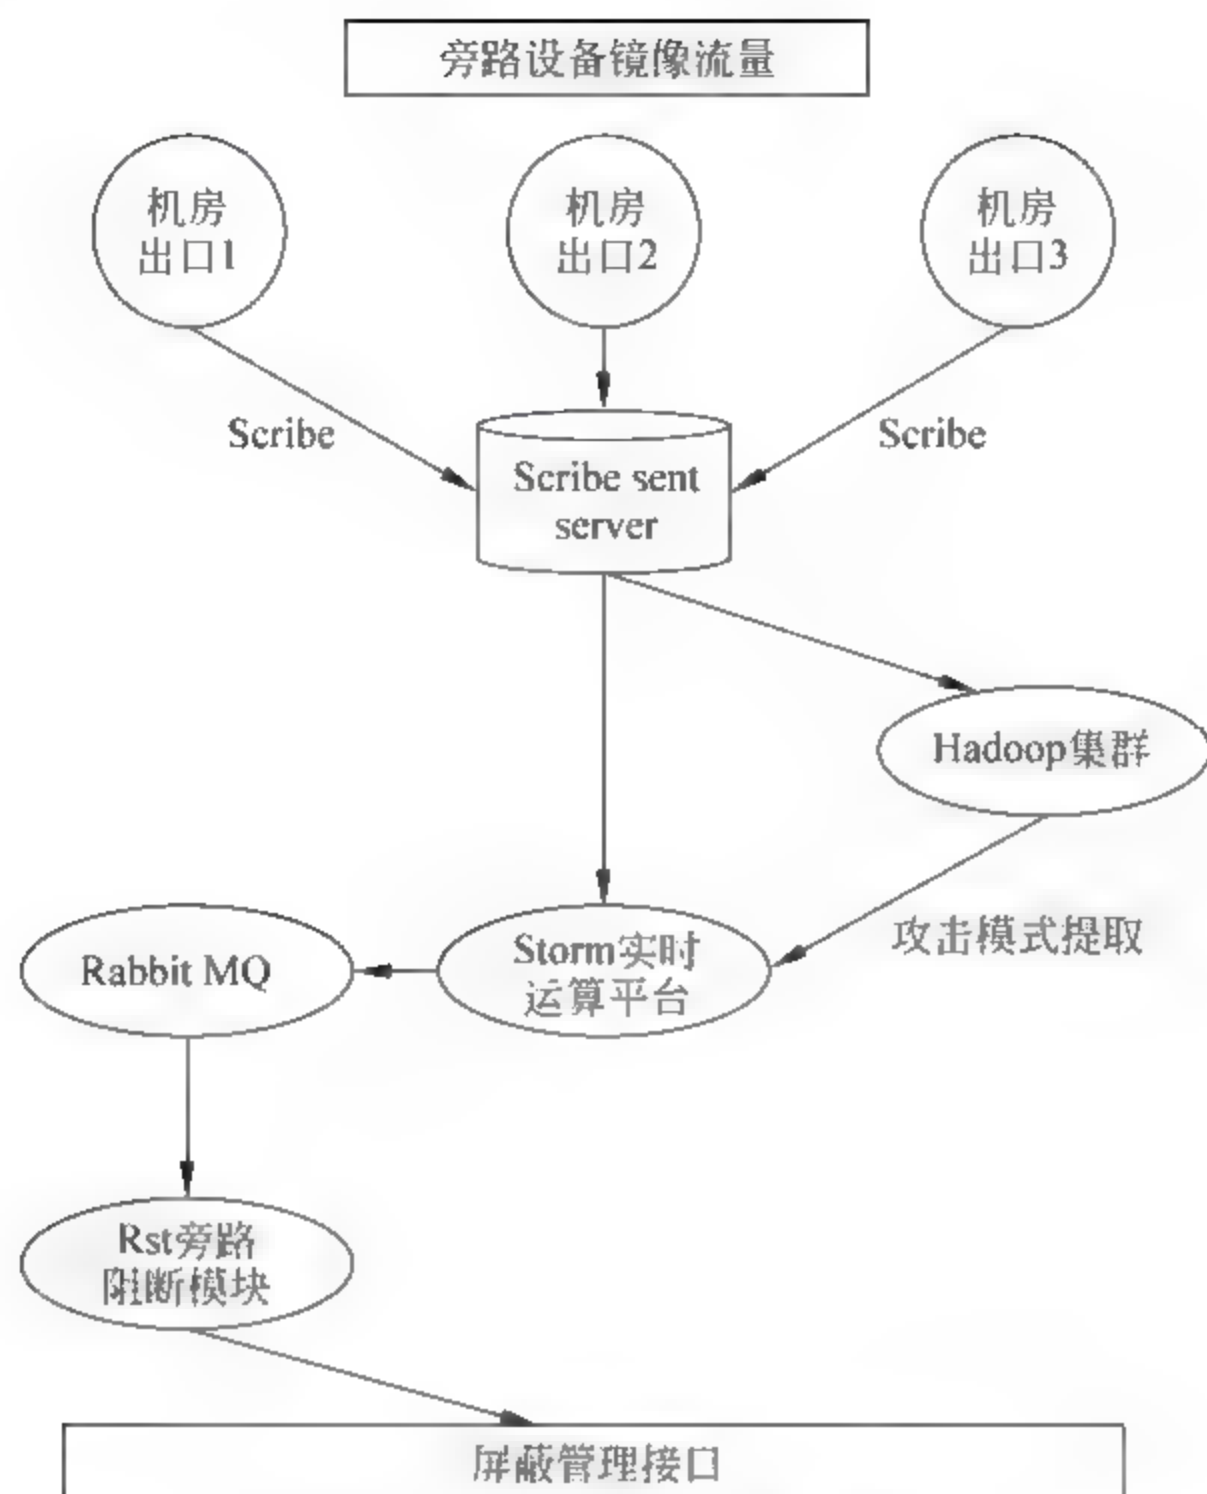 旁路设备镜像流量
机房
出口1
机房
出口2
机房
出口3
Scribe
Scribe
Scribe sent
server
Hadoop集群
攻击模式提取
Storm实时
运算平台
Rabbit MQ
Rst旁路
阻断模块
屏蔽管理接口